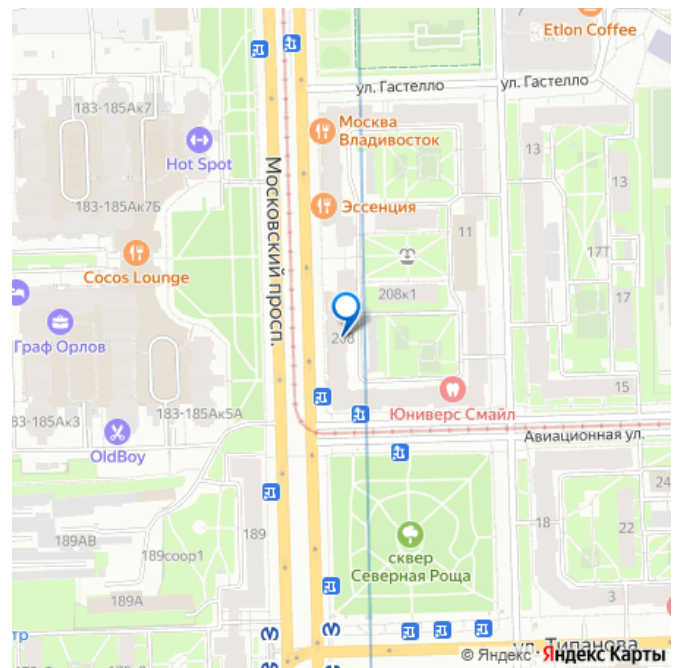 7
Etlon Coffee
ул. Гастелло
ул. Гастелло
183-185Ак7
Москва
Владивосток
Hot Spot
13
13
183-185Ак7Б
Московский просп.
Эссенция
11
17Т
Cocos Lounge
208к1
17
208
Граф Орлов
15
183-185Ак3
183-185Ак5А
Юниверс Смайл
OldBoy
Авиационная ул.
24
189
18
22
189АВ
189соор1
сквер
Северная Роща
189А
3
ул. Типанова
© Яндекс Яндекс Карты